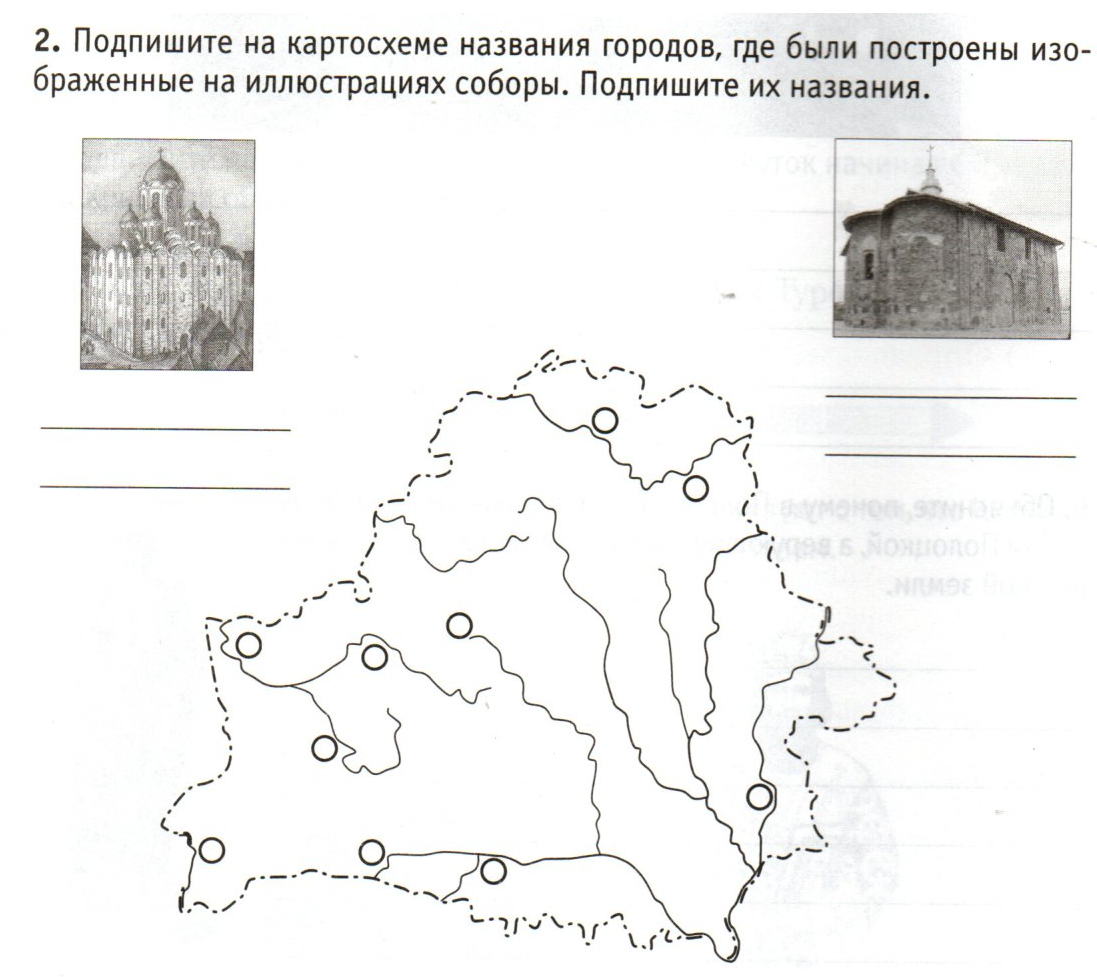 2. Подпишите на картосхеме названия городов, где были построены изо-
браженные на иллюстрациях соборы. Подпишите их названия.